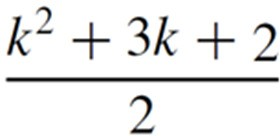 k² + 3k + 2
2